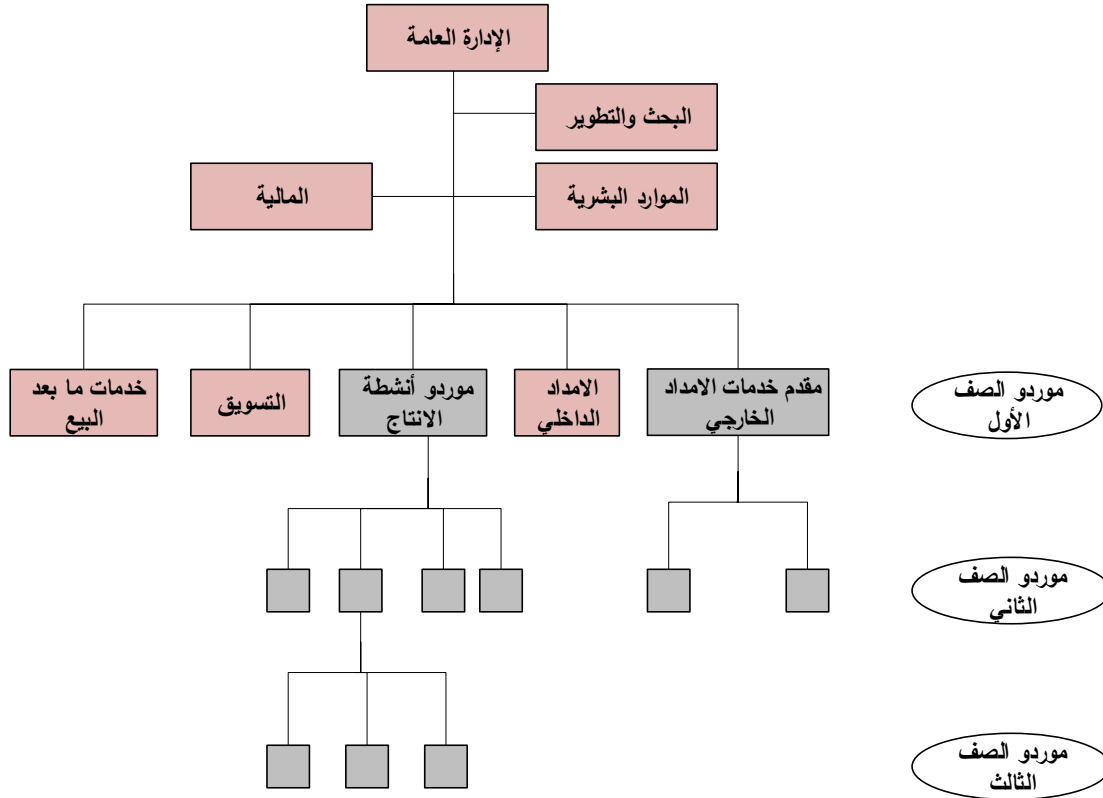 الإدارة العامة
البحث والتطوير
الموارد البشرية
المالية
مقدم خدمات الامداد
الخارجي
الامداد
الداخلي
موردو أنشطة
الانتاج
التسويق
خدمات ما بعد
البيع
موردو الصف
الأول
موردو الصف
الثاني
موردو الصف
الثالث